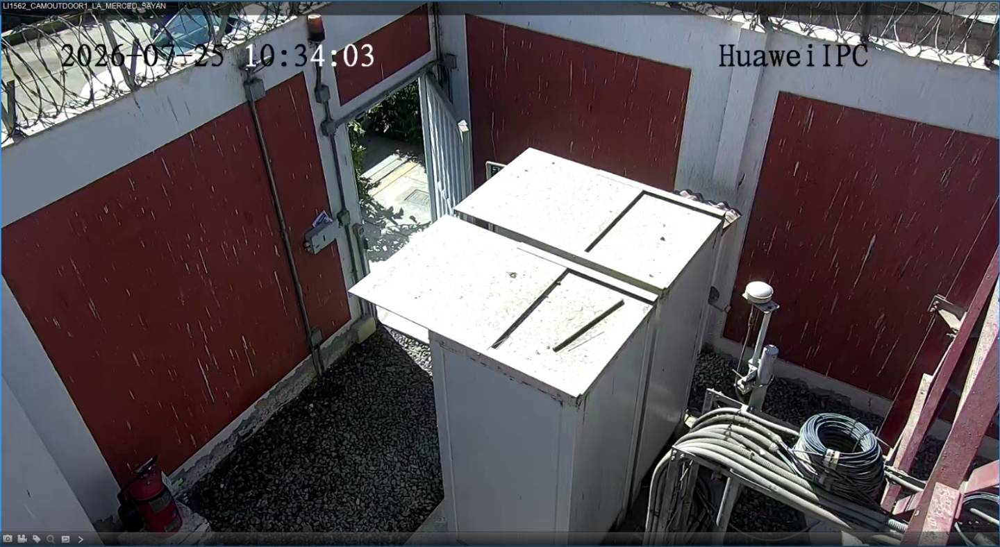 LI1562_CAMOUTDOOR1_LA_MERCED_SAYAN
2026-07-25 10:34:03
HuaweiIPC